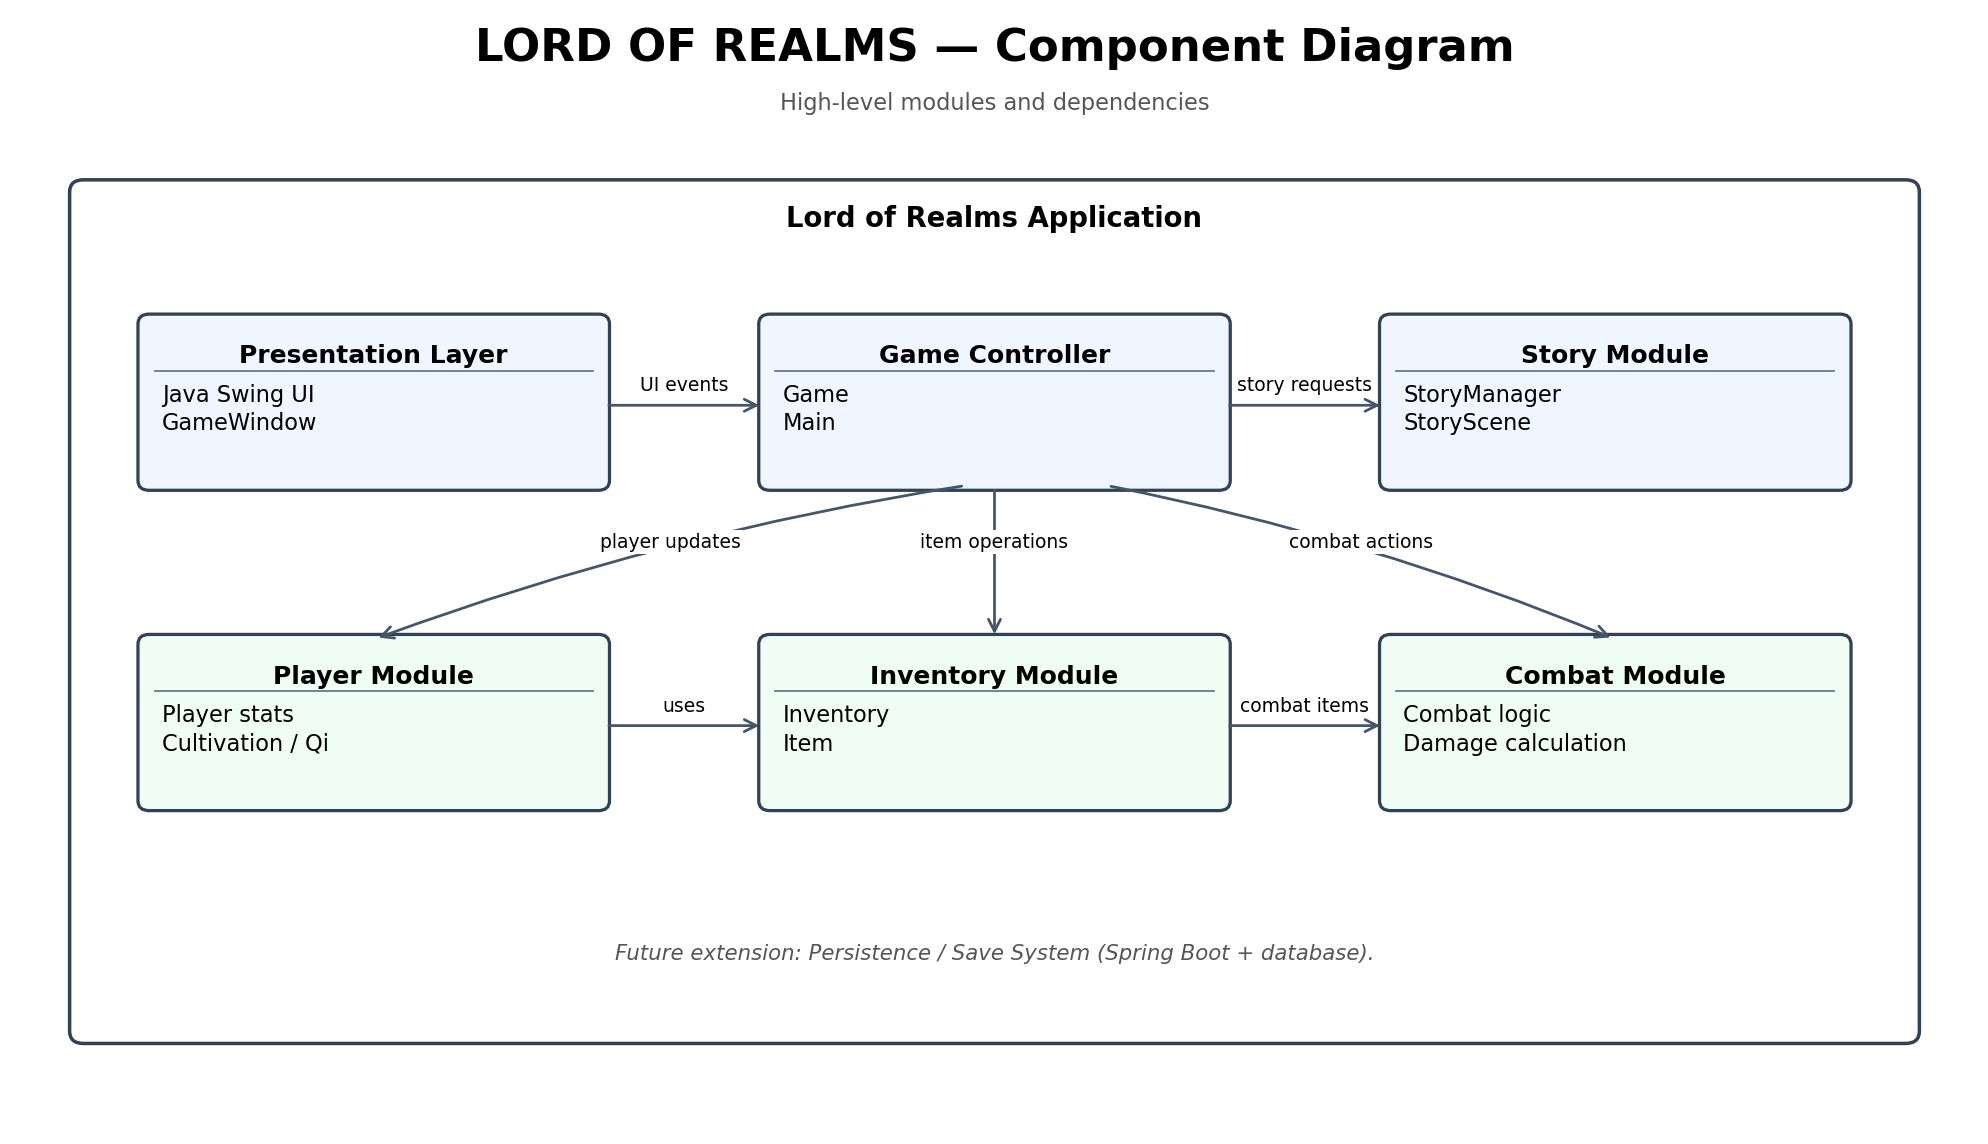 LORD OF REALMS — Component Diagram
High-level modules and dependencies
Lord of Realms Application
Presentation Layer
Java Swing UI
GameWindow
UI events
Game Controller
Game
Main
story requests
Story Module
StoryManager
StoryScene
player updates
item operations
combat actions
Player Module
Player stats
Cultivation / Qi
uses
Inventory Module
Inventory
Item
combat items
Combat Module
Combat logic
Damage calculation
Future extension: Persistence / Save System (Spring Boot + database).